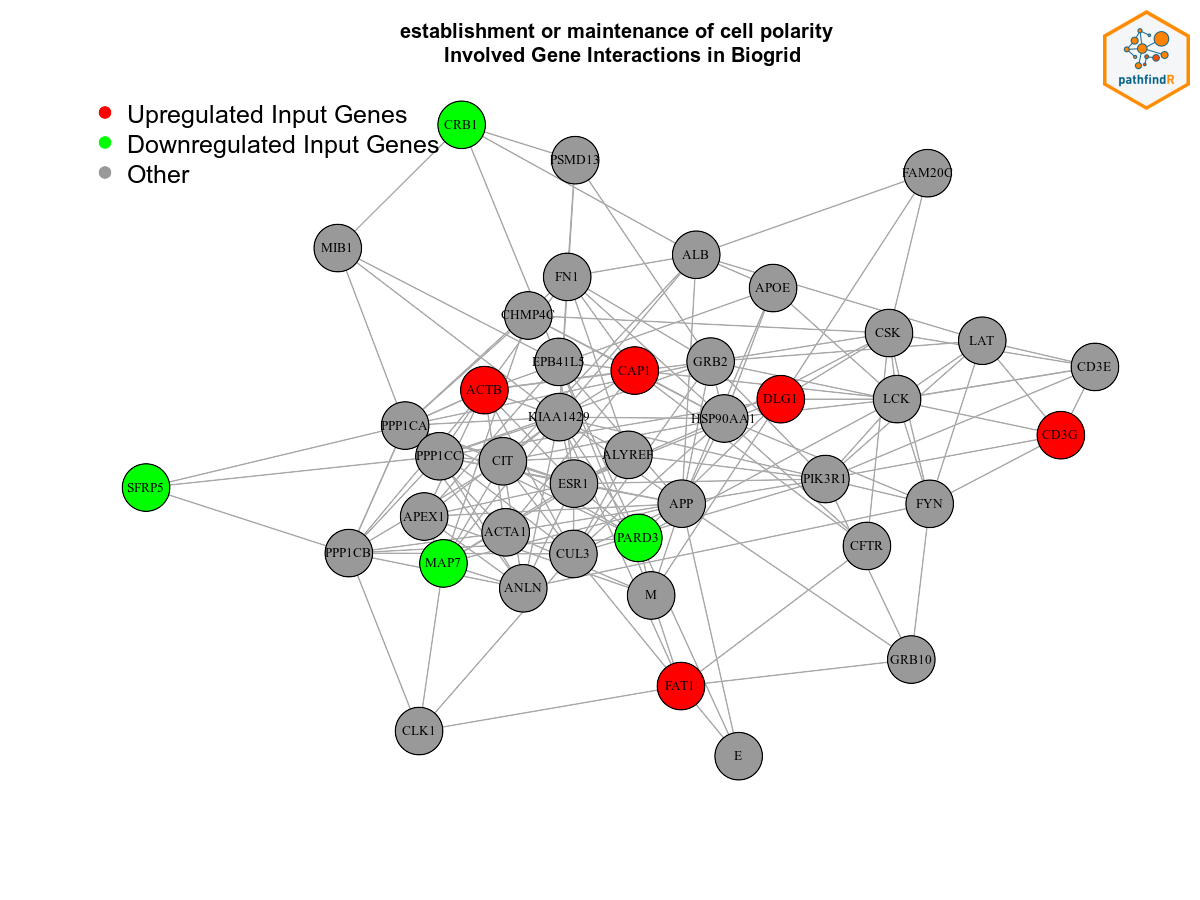 establishment or maintenance of cell polarity
Involved Gene Interactions in Biogrid
pathfindR
Upregulated Input Genes
Downregulated Input Genes
Other
CRB1
PSMD13
FAM20C
MIB1
ALB
FN1
APOE
CHMP4C
CSK
LAT
EPB41L5
GRB2
CD3E
CAP1
ACTB
DLG1
LCK
KIAA1429
HSP90AA1
PPP1CA
CD3G
PPP1CC
CIT
ALYREF
PIK3R1
ESR1
SFRP5
APP
FYN
APEX1
ACTA1
PARD3
CFTR
PPP1CB
CUL3
MAP7
ANLN
M
GRB10
FAT1
CLK1
E